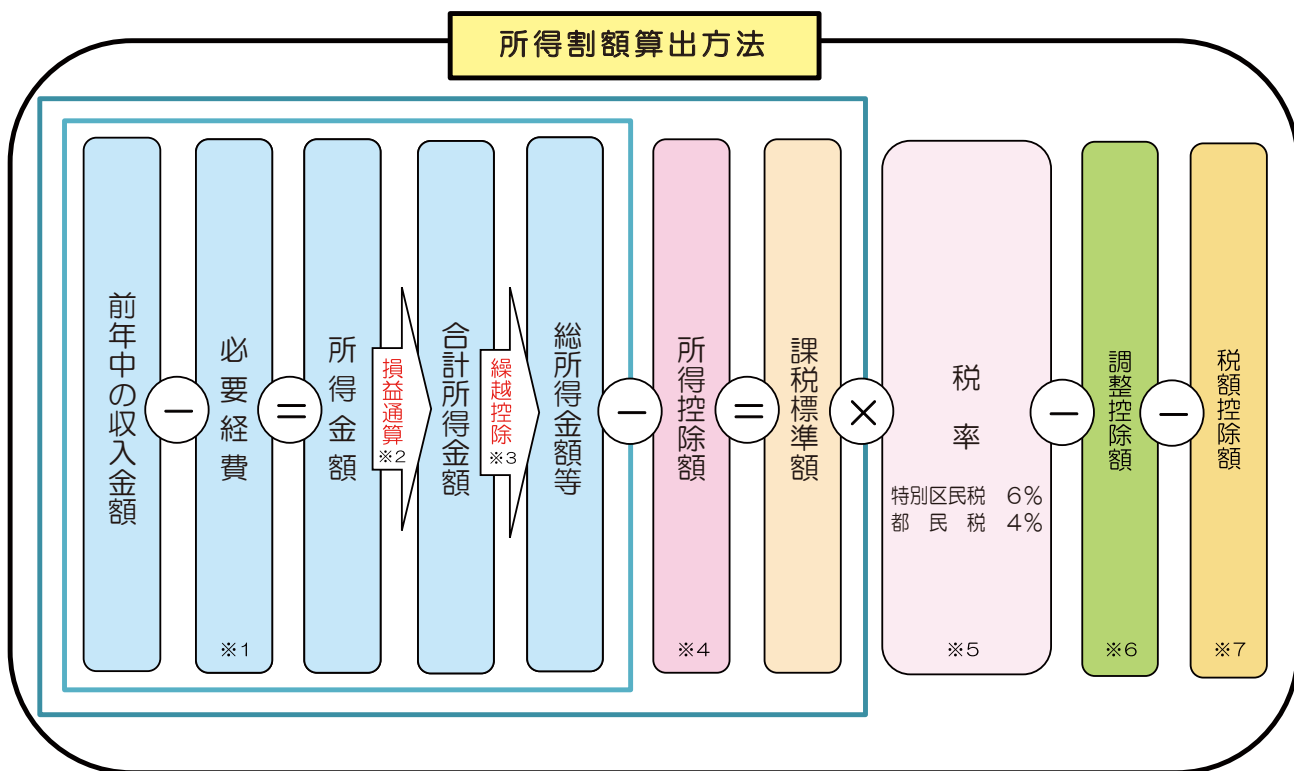 所得割額算出方法
前年中の収入金額
－
必要経費
※1
＝
所得金額
損益通算
※2
合計所得金額
繰越控除
※3
総所得金額等
－
所得控除額
※4
＝
課税標準額
×
税率
特別区民税　6%
都　民　税　4%
※5
－
調整控除額
※6
－
税額控除額
※7